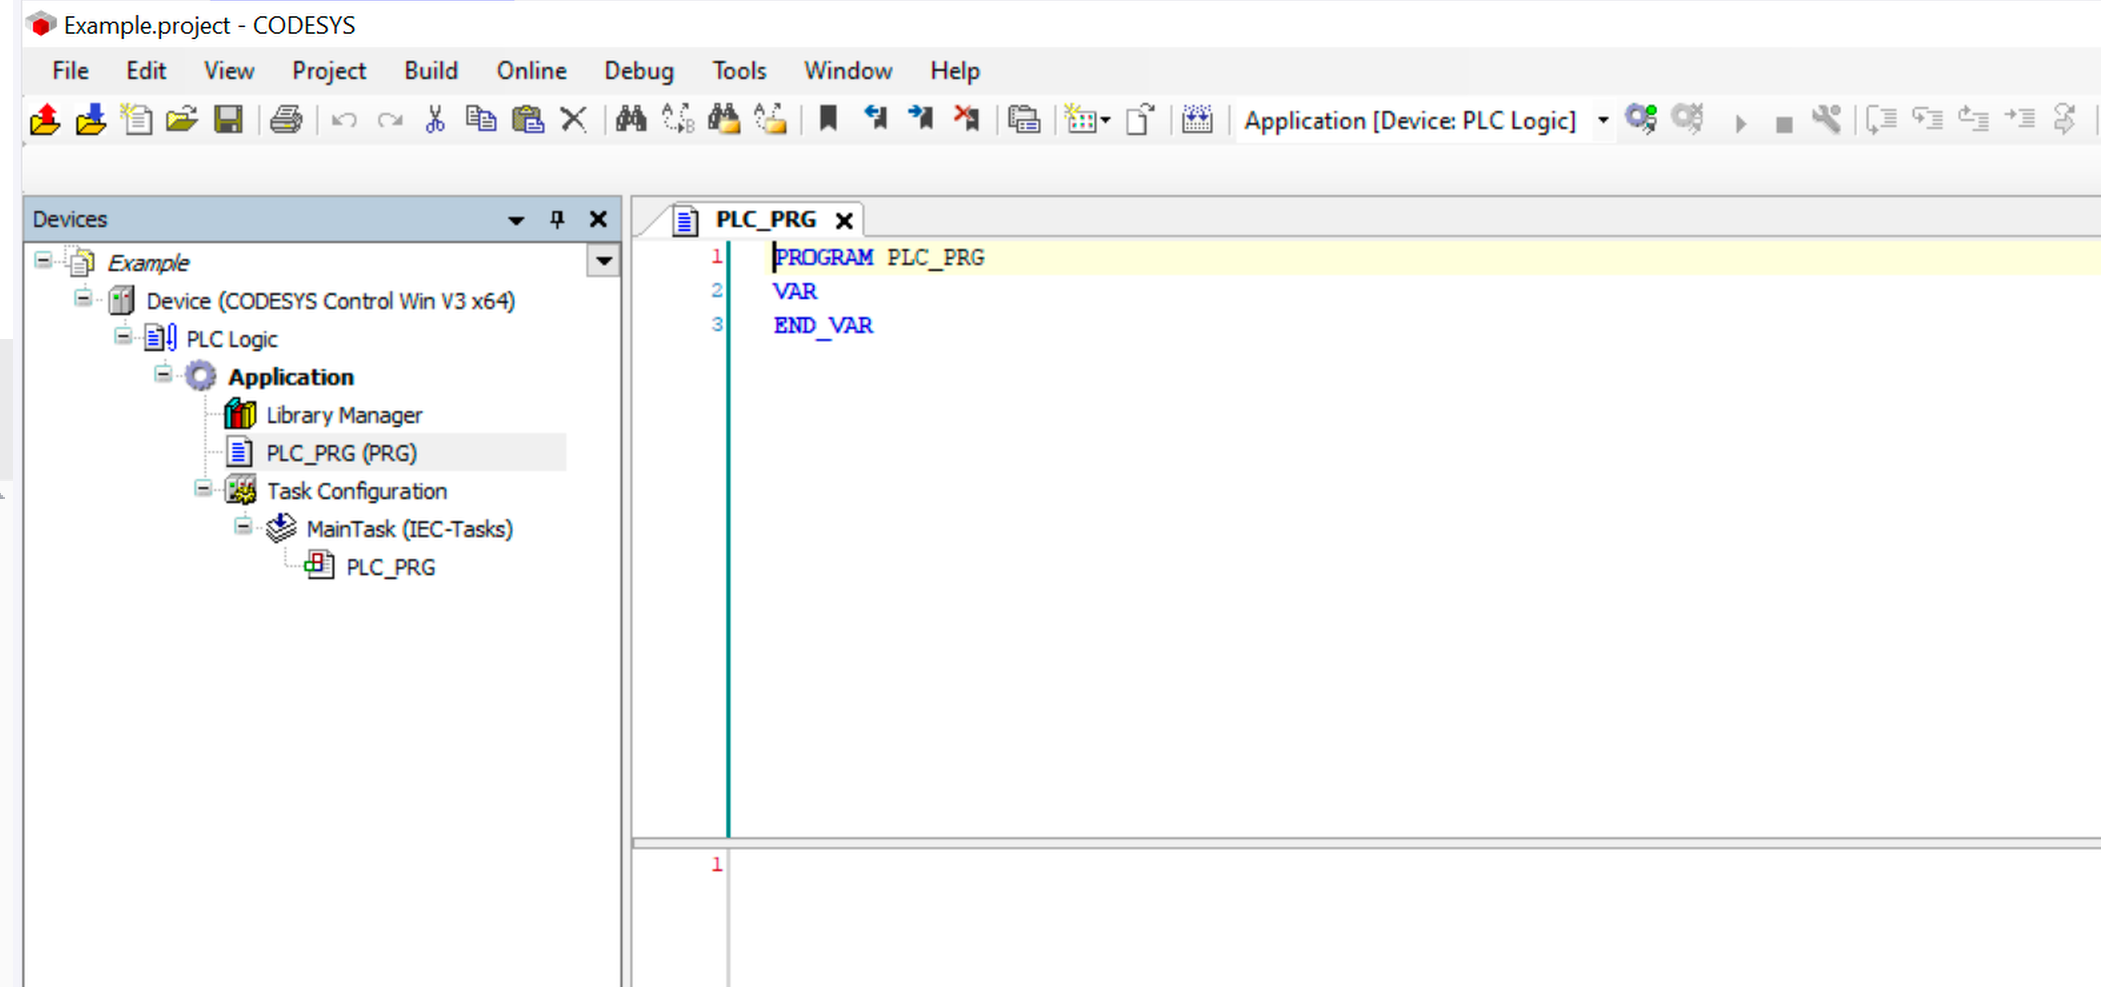 Example.project - CODESYS
File Edit View Project Build Online Debug Tools Window Help
Application [Device: PLC Logic]
Devices
Example
Device (CODESYS Control Win V3 x64)
PLC Logic
Application
Library Manager
PLC_PRG (PRG)
Task Configuration
MainTask (IEC-Tasks)
PLC_PRG
PLC_PRG
1 PROGRAM PLC_PRG
2 VAR
3 END_VAR
1